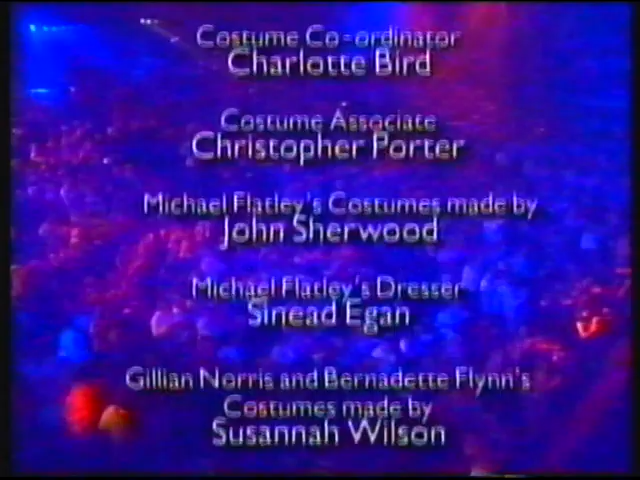 Costume Co-ordinator
Charlotte Bird
Costume Associate
Christopher Porter
Michael Flatley's Costumes made by
John Sherwood
Michael Flatley's Dresser
Sinead Egan
Gillian Norris and Bernadette Flynn's
Costumes made by
Susannah Wilson